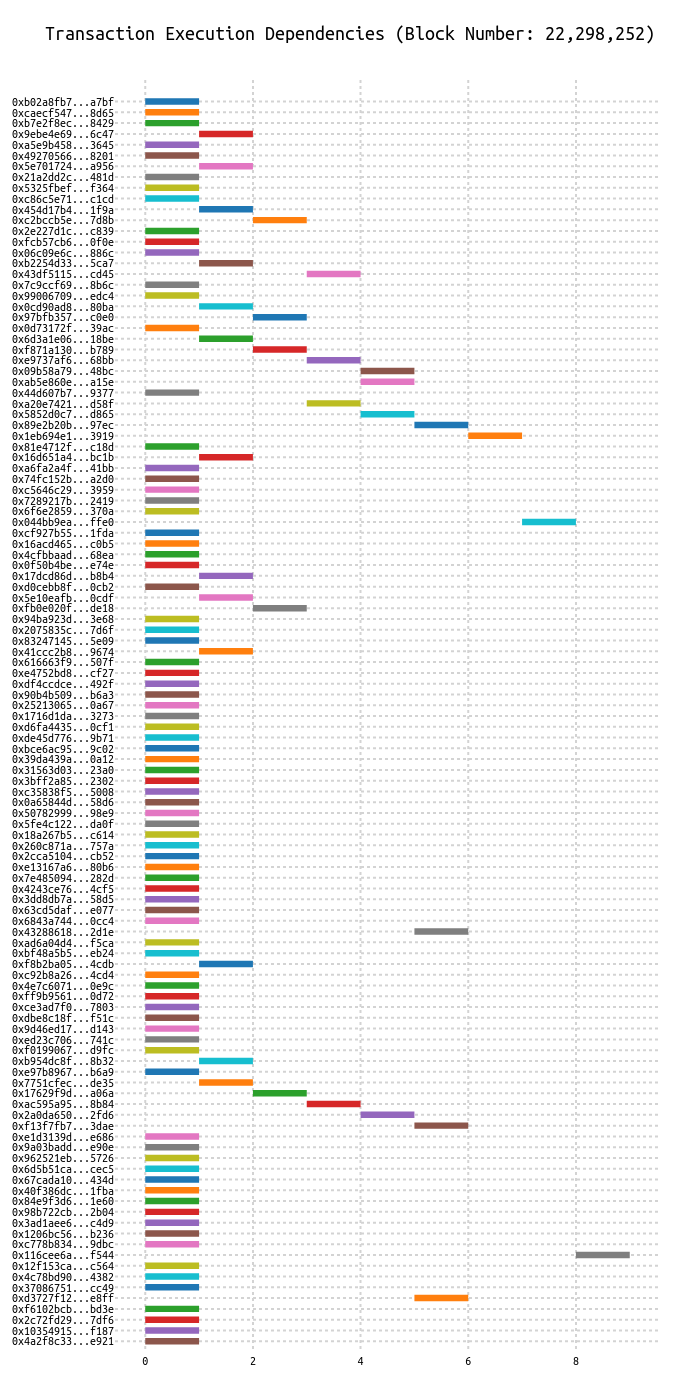 Transaction Execution Dependencies (Block Number: 22,298,252)
0xb02a8fb7...a7bf
0xcaecf547...8d65
0xb7e2f8ec...8429
0x9ebe4e69...6c47
0xa5e9b458...3645
0x49270566...8201
0x5e701724...a956
0x21a2dd2c...481d
0x5325fbef...f364
0xc86c5e71...c1cd
0x454d17b4...1f9a
0xc2bccb5e...7d8b
0x2e227d1c...c839
0xfcb57cb6...0f0e
0x06c09e6c...886c
0xb2254d33...5ca7
0x43df5115...cd45
0x7c9ccf69...8b6c
0x99006709...edc4
0x0cd90ad8...80ba
0x97bfb357...c0e0
0x0d73172f...39ac
0x6d3a1e06...18be
0xf871a130...b789
0xe9737af6...68bb
0x09b58a79...48bc
0xab5e860e...a15e
0x44d607b7...9377
0xa20e7421...d58f
0x5852d0c7...d865
0x89e2b20b...97ec
0x1eb694e1...3919
0x81e4712f...c18d
0x16d651a4...bc1b
0xa6fa2a4f...41bb
0x74fc152b...a2d0
0xc5646c29...3959
0x7289217b...2419
0x6f6e2859...370a
0x044bb9ea...ffe0
0xcf927b55...1fda
0x16acd465...c0b5
0x4cfbbaad...68ea
0x0f50b4be...e74e
0x17dcd86d...b8b4
0xd0cebb8f...0cb2
0x5e10eafb...0cdf
0xfb0e020f...de18
0x94ba923d...3e68
0x2075835c...7d6f
0x83247145...5e09
0x41ccc2b8...9674
0x616663f9...507f
0xe4752bd8...cf27
0xdf4ccdce...492f
0x90b4b509...b6a3
0x25213065...0a67
0x1716d1da...3273
0xd6fa4435...0cf1
0xde45d776...9b71
0xbce6ac95...9c02
0x39da439a...0a12
0x31563d03...23a0
0x3bff2a85...2302
0xc35838f5...5008
0x0a65844d...58d6
0x50782999...98e9
0x5fe4c122...da0f
0x18a267b5...c614
0x260c871a...757a
0x2cca5104...cb52
0xe13167a6...80b6
0x7e485094...282d
0x4243ce76...4cf5
0x3dd8db7a...58d5
0x63cd5daf...e077
0x6843a744...0cc4
0x43288618...2d1e
0xad6a04d4...f5ca
0xbf48a5b5...eb24
0xf8b2ba05...4cdb
0xc92b8a26...4cd4
0x4e7c6071...0e9c
0xff9b9561...0d72
0xce3ad7f0...7803
0xdbe8c18f...f51c
0x9d46ed17...d143
0xed23c706...741c
0xf0199067...d9fc
0xb954dc8f...8b32
0xe97b8967...b6a9
0x7751cfec...de35
0x17629f9d...a06a
0xac595a95...8b84
0x2a0da650...2fd6
0xf13f7fb7...3dae
0xe1d3139d...e686
0x9a03badd...e90e
0x962521eb...5726
0x6d5b51ca...cec5
0x67cada10...434d
0x40f386dc...1fba
0x84e9f3d6...1e60
0x98b722cb...2b04
0x3ad1aee6...c4d9
0x1206bc56...b236
0xc778b834...9dbc
0x116cee6a...f544
0x12f153ca...c564
0x4c78bd90...4382
0x37086751...cc49
0xd3727f12...e8ff
0xf6102bcb...bd3e
0x2c72fd29...7df6
0x10354915...f187
0x4a2f8c33...e921
0 2 4 6 8